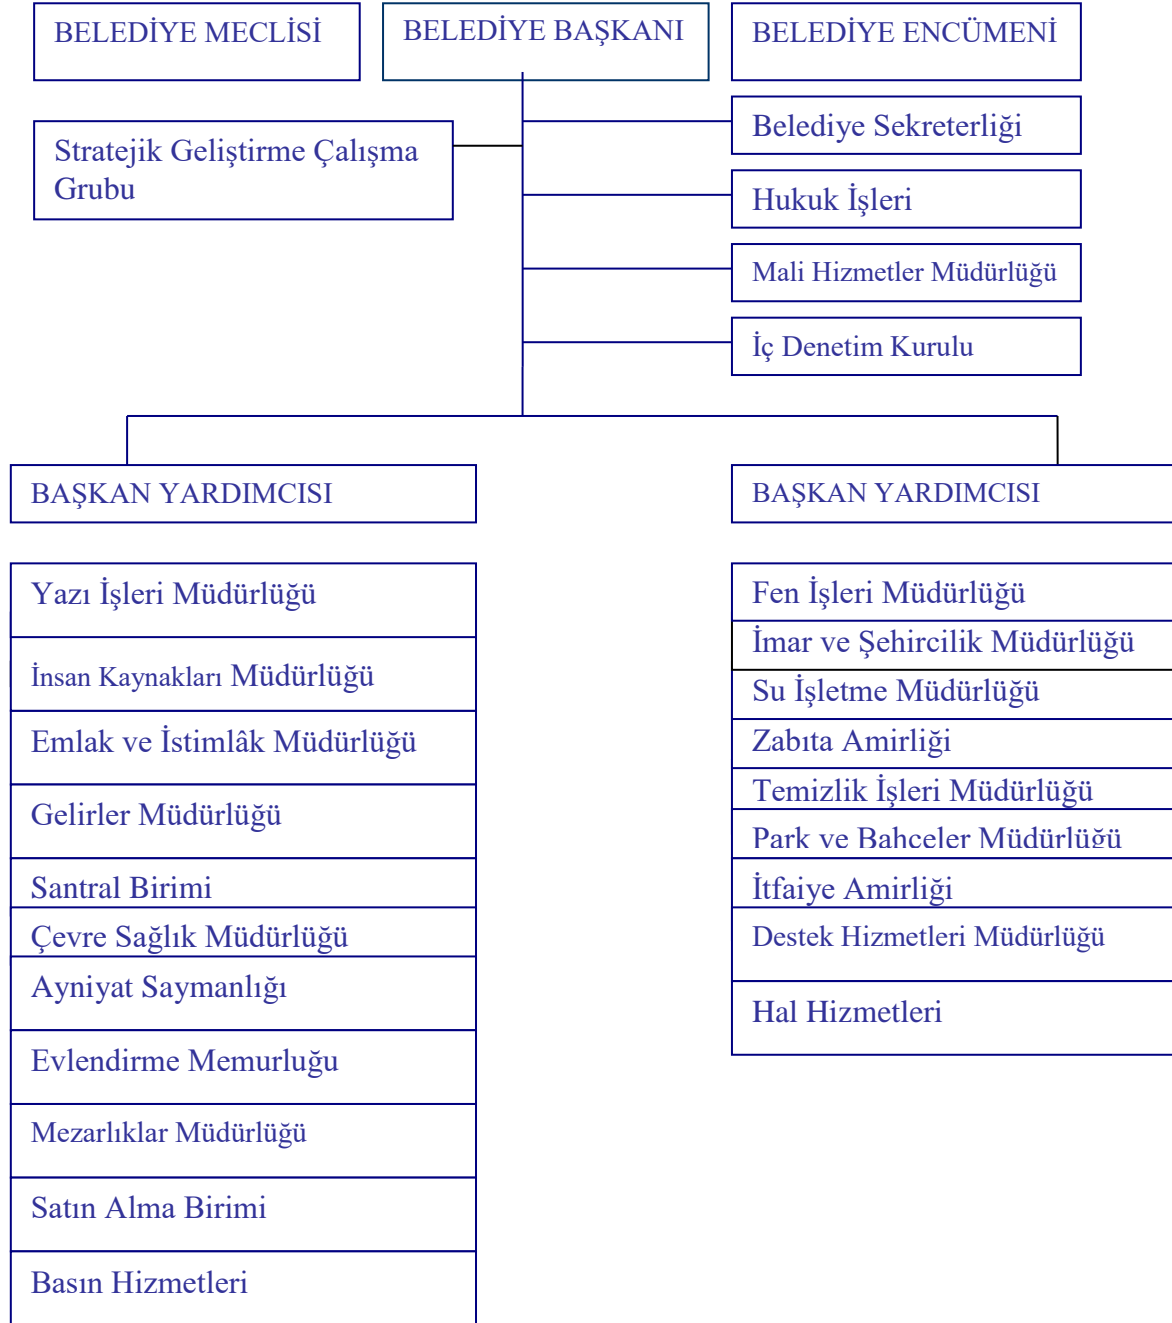 BELEDİYE MECLİSİ
BELEDİYE BAŞKANI
BELEDİYE ENCÜMENİ
Stratejik Geliştirme Çalışma
Grubu
Belediye Sekreterliği
Hukuk İşleri
Mali Hizmetler Müdürlüğü
İç Denetim Kurulu
BAŞKAN YARDIMCISI
Yazı İşleri Müdürlüğü
İnsan Kaynakları Müdürlüğü
Emlak ve İstimlâk Müdürlüğü
Gelirler Müdürlüğü
Santral Birimi
Çevre Sağlık Müdürlüğü
Ayniyat Saymanlığı
Evlendirme Memurluğu
Mezarlıklar Müdürlüğü
Satın Alma Birimi
Basın Hizmetleri
BAŞKAN YARDIMCISI
Fen İşleri Müdürlüğü
İmar ve Şehircilik Müdürlüğü
Su İşletme Müdürlüğü
Zabıta Amirliği
Temizlik İşleri Müdürlüğü
Park ve Bahçeler Müdürlüğü
İtfaiye Amirliği
Destek Hizmetleri Müdürlüğü
Hal Hizmetleri